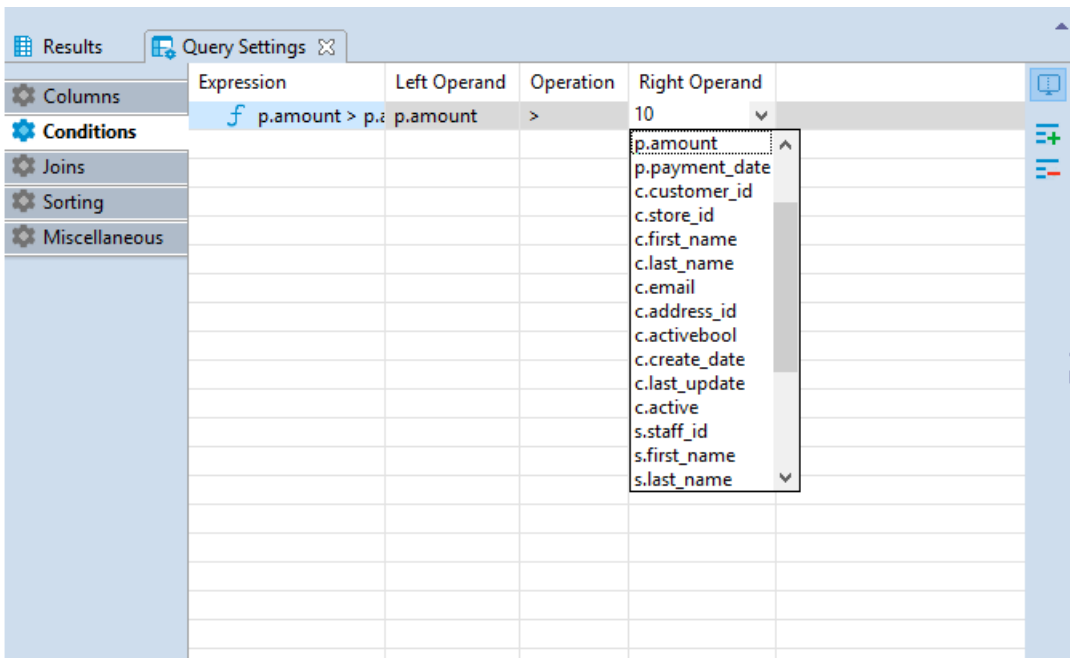 Results
Query Settings
Expression Left Operand Operation Right Operand
Columns
p.amount > p.a p.amount > 10
Conditions
Joins
Sorting
Miscellaneous
p.amount
p.payment_date
c.customer_id
c.store_id
c.first_name
c.last_name
c.email
c.address_id
c.activebool
c.create_date
c.last_update
c.active
s.staff_id
s.first_name
s.last_name